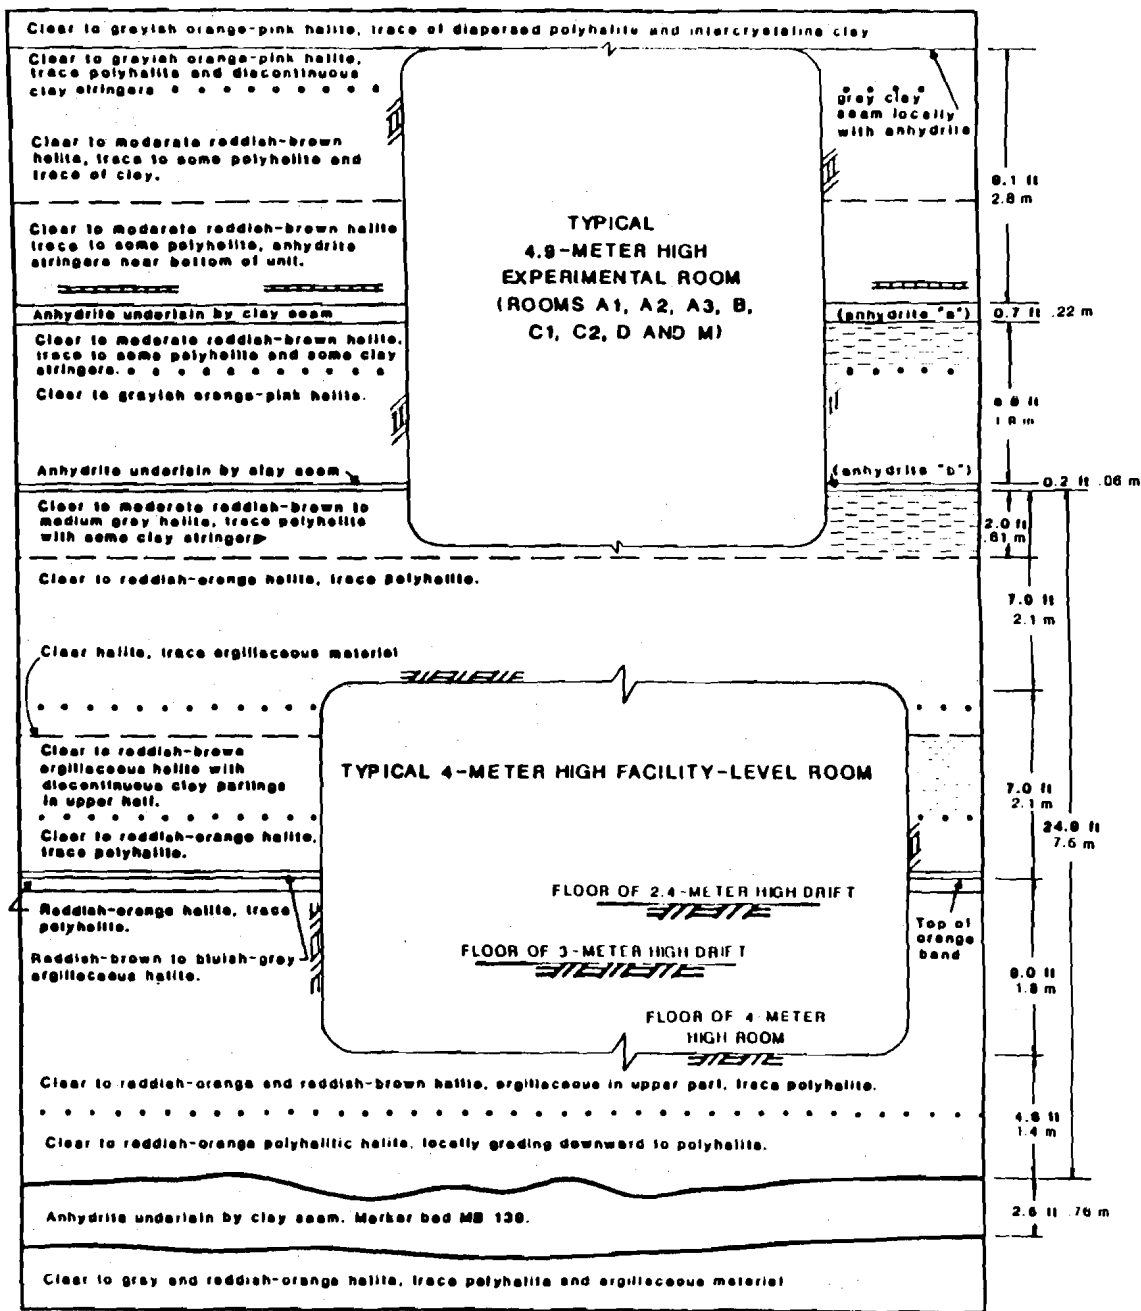 Clear to grayish orange-pink halite, trace of dispersed polyhalite and intercrystaline clay
Clear to grayish orange-pink halite,
trace polyhalite and discontinuous
clay stringers
gray clay
seam locally
with anhydrite
Clear to moderate reddish-brown
halite, trace to some polyhalite and
trace of clay.
9.1 ft
2.8 m
Clear to moderate reddish-brown halite
trace to some polyhalite, anhydrite
stringers near bottom of unit.
TYPICAL
4.9-METER HIGH
EXPERIMENTAL ROOM
(ROOMS A1, A2, A3, B,
C1, C2, D AND M)
Anhydrite underlain by clay seam
(anhydrite "a")
0.7 ft .22 m
Clear to moderate reddish-brown halite,
trace to some polyhalite and some clay
stringers.
Clear to grayish orange-pink halite.
ft
1.8 m
Anhydrite underlain by clay seam
(anhydrite "b")
0.2 ft .06 m
Clear to moderate reddish-brown to
medium gray halite, trace polyhalite
with some clay stringers
2.0 ft
.61 m
Clear to reddish-orange halite, trace polyhalite.
7.0 ft
2.1 m
Clear halite, trace argillaceous material
Clear to reddish-brown
argillaceous halite with
discontinuous clay partings
in upper half.
TYPICAL 4-METER HIGH FACILITY-LEVEL ROOM
7.0 ft
2.1 m
Clear to reddish-orange halite,
trace polyhalite.
24.9 ft
7.6 m
FLOOR OF 2.4-METER HIGH DRIFT
Reddish-orange halite, trace
polyhalite.
Top of
orange
band
Reddish-brown to bluish-gray
argillaceous halite.
FLOOR OF 3-METER HIGH DRIFT
ft
1.8 m
FLOOR OF 4-METER
HIGH ROOM
Clear to reddish-orange and reddish-brown halite, argillaceous in upper part, trace polyhalite.
Clear to reddish-orange polyhalitic halite, locally grading downward to polyhalite.
ft
1.4 m
Anhydrite underlain by clay seam. Marker bed MB 139.
2.5 ft .76 m
Clear to gray and reddish-orange halite, trace polyhalite and argillaceous material